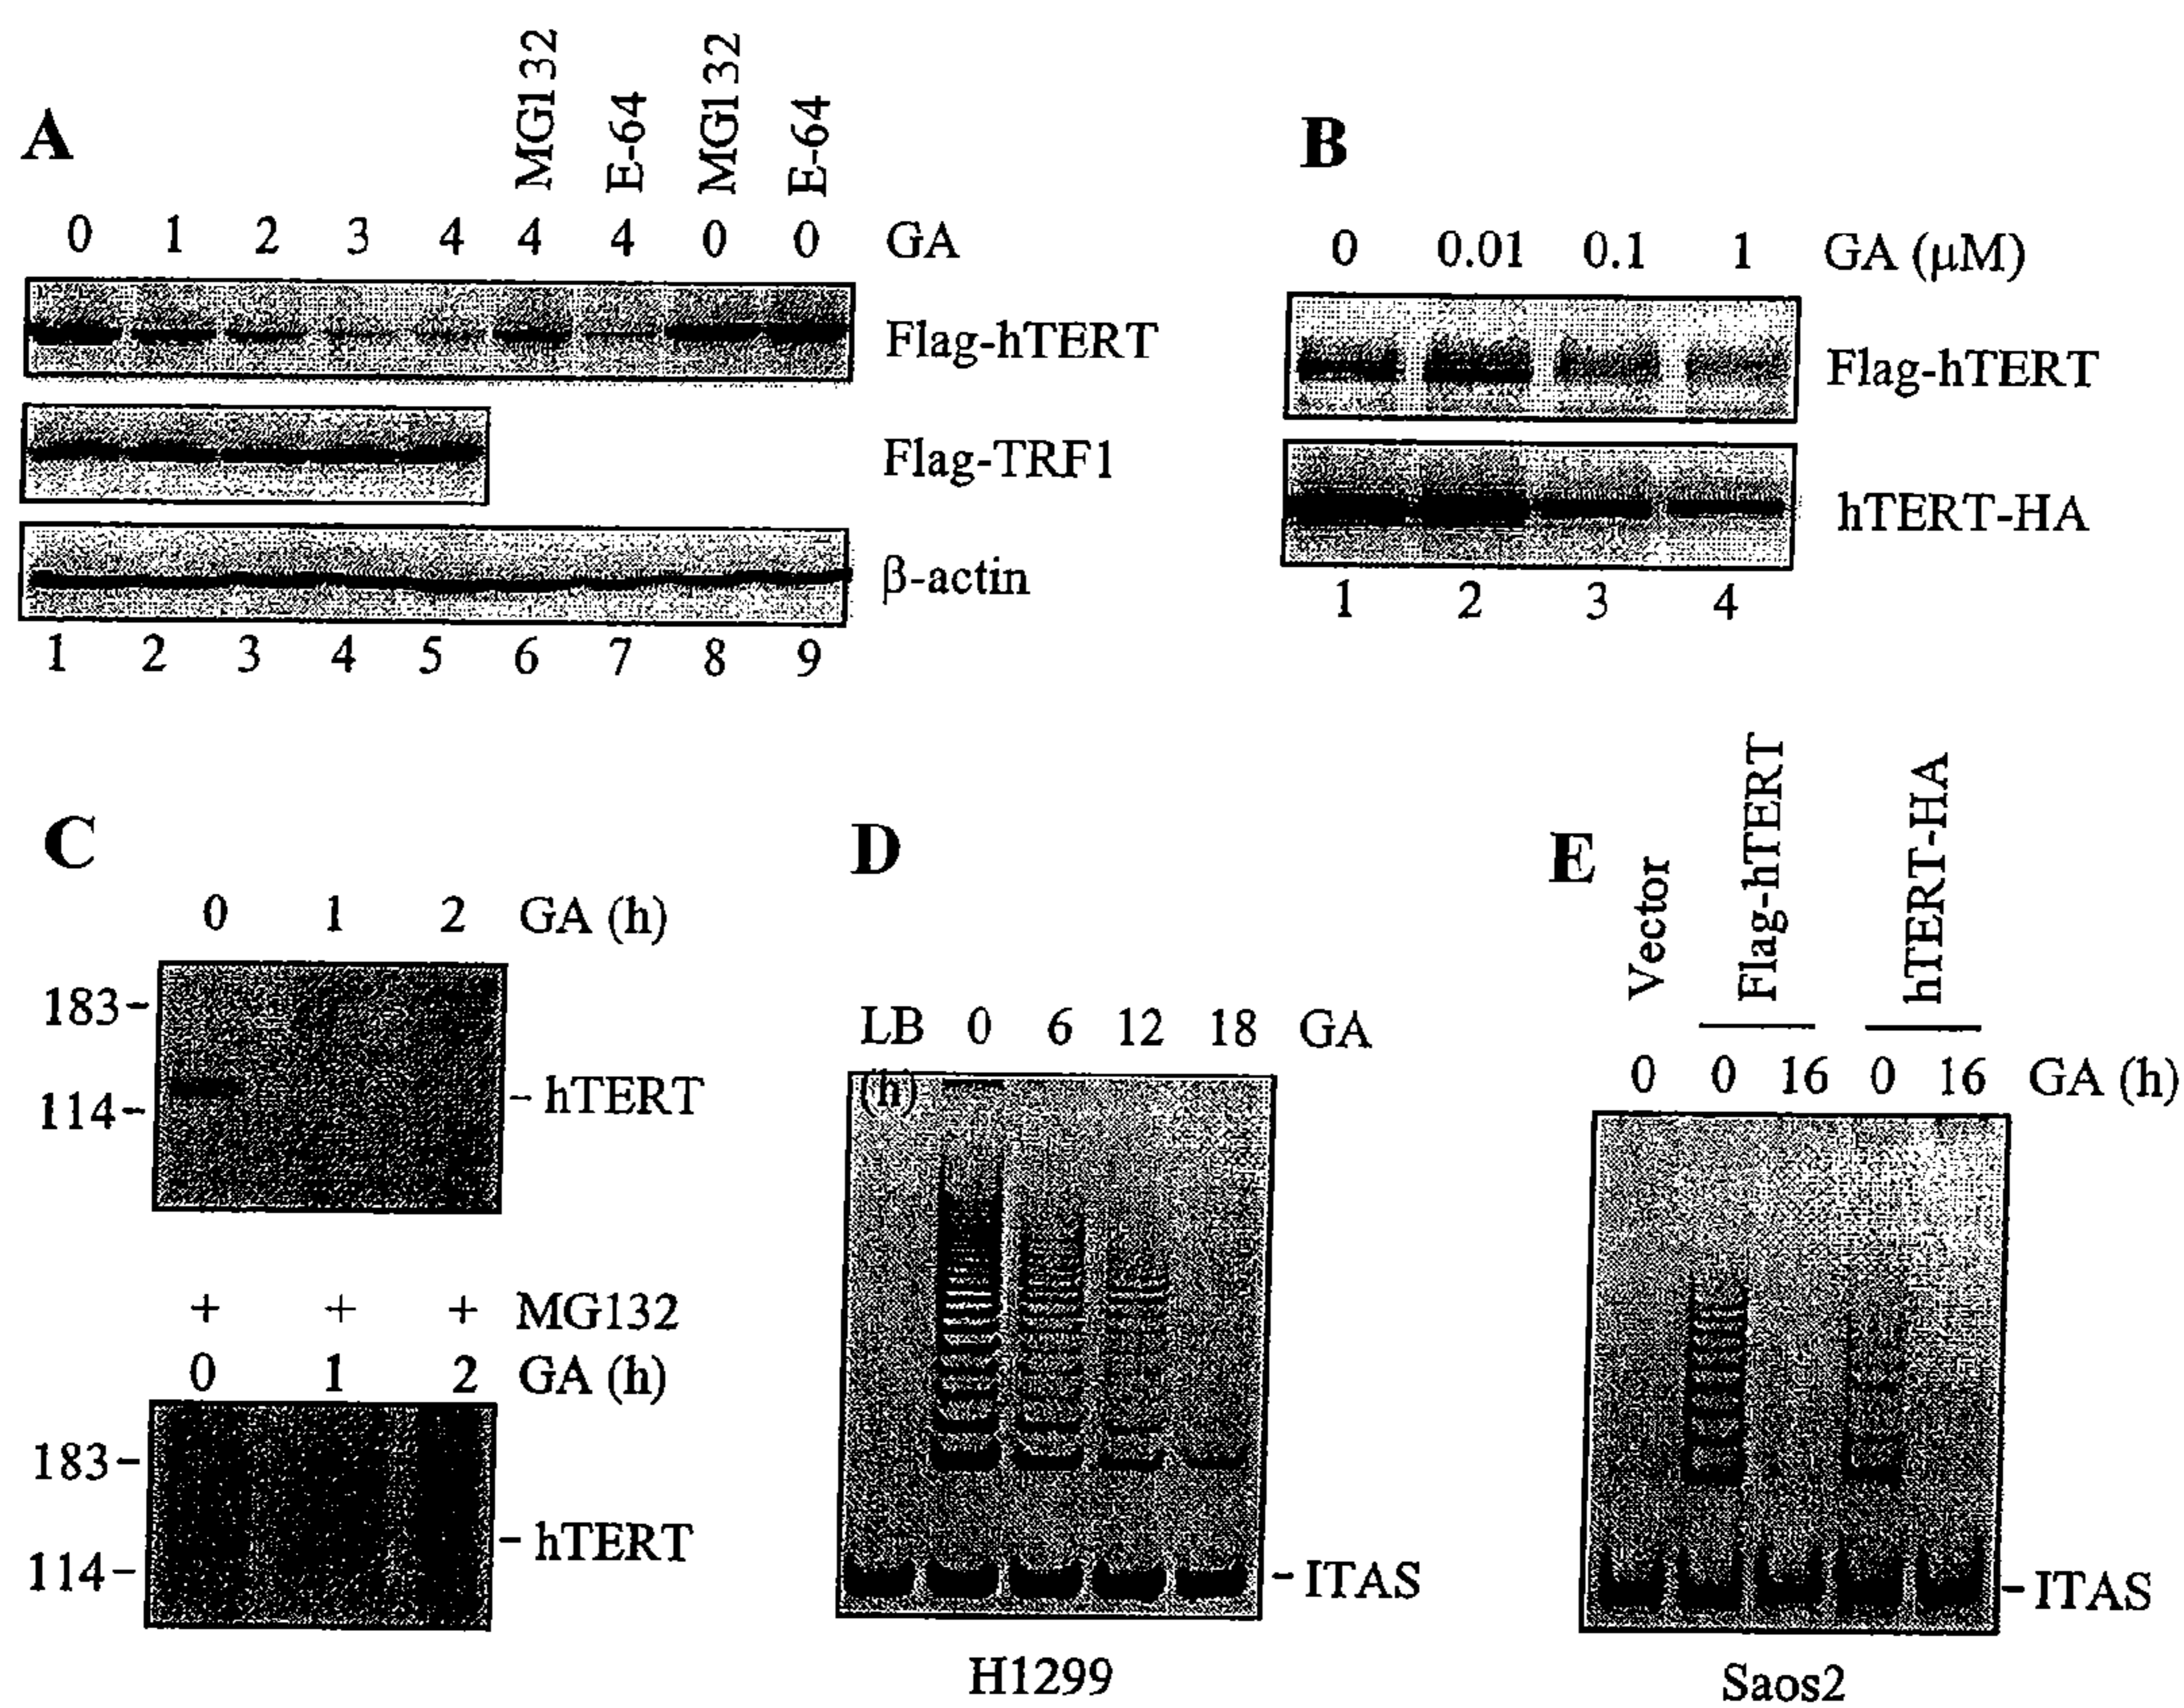 A
MG132 E-64 MG132 E-64
0 1 2 3 4 4 4 0 0 GA
Flag-hTERT
Flag-TRF1
β-actin
1 2 3 4 5 6 7 8 9
B
0 0.01 0.1 1 GA (μM)
Flag-hTERT
hTERT-HA
1 2 3 4
C
0 1 2 GA (h)
183-
114-
- hTERT
+ + + MG132
0 1 2 GA (h)
183-
- hTERT
114-
D
LB 0 6 12 18 GA
(h)
- ITAS
H1299
E
Vector Flag-hTERT hTERT-HA
0 0 16 0 16 GA (h)
- ITAS
Saos2